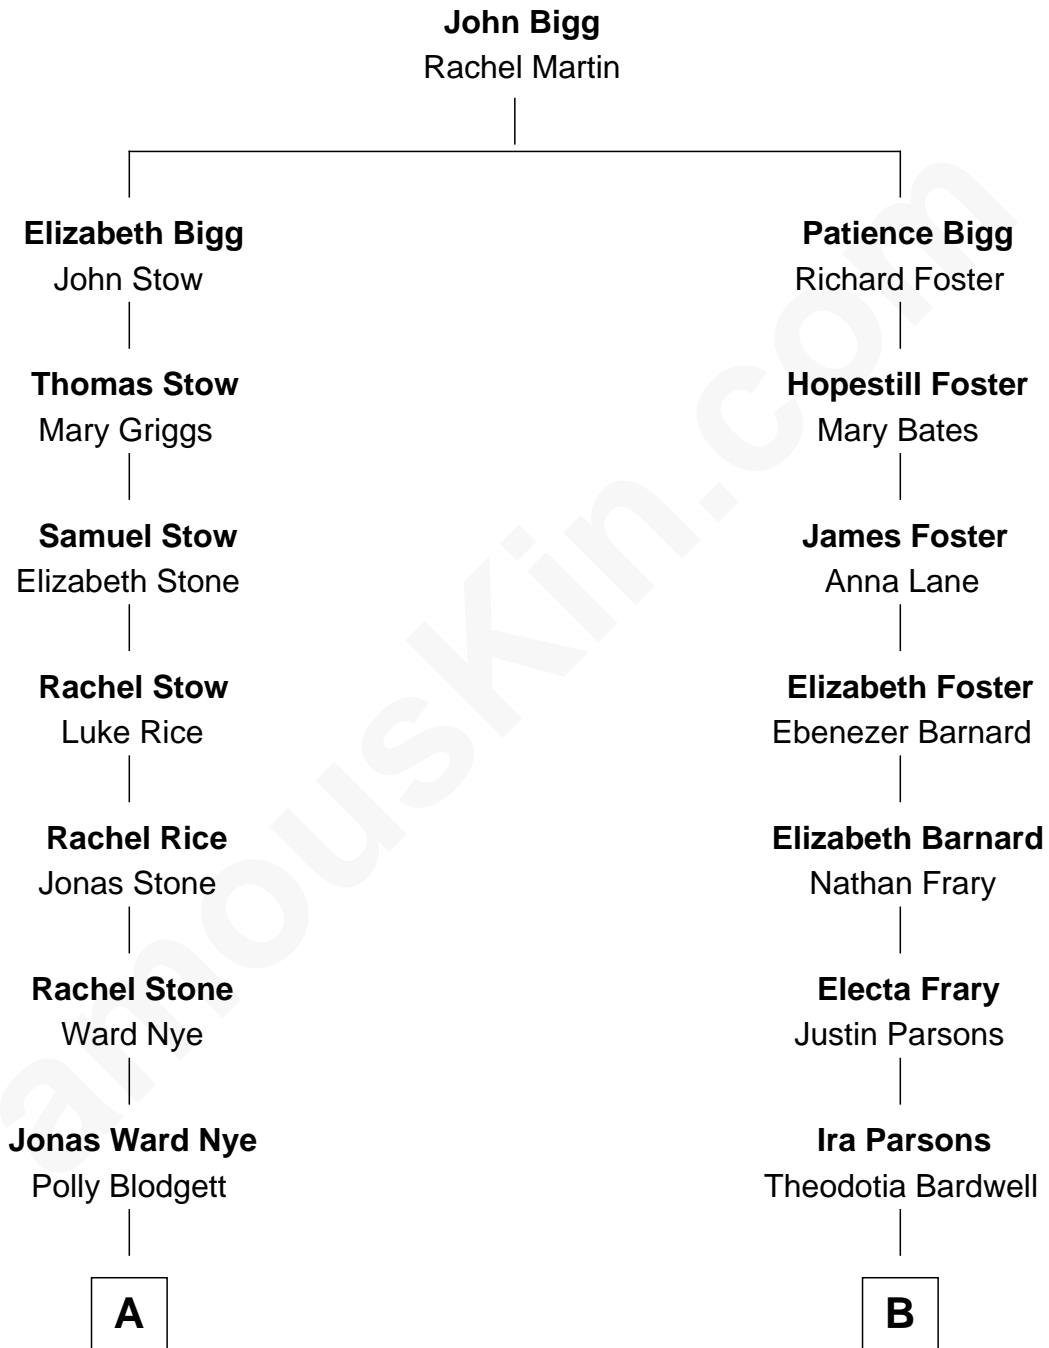 John Bigg
Rachel Martin
Elizabeth Bigg
John Stow
Patience Bigg
Richard Foster
Thomas Stow
Mary Griggs
Hopestill Foster
Mary Bates
Samuel Stow
Elizabeth Stone
James Foster
Anna Lane
Rachel Stow
Luke Rice
Elizabeth Foster
Ebenezer Barnard
Rachel Rice
Jonas Stone
Elizabeth Barnard
Nathan Frary
Rachel Stone
Ward Nye
Electa Frary
Justin Parsons
Jonas Ward Nye
Polly Blodgett
Ira Parsons
Theodotia Bardwell
A
B
amouskin.com